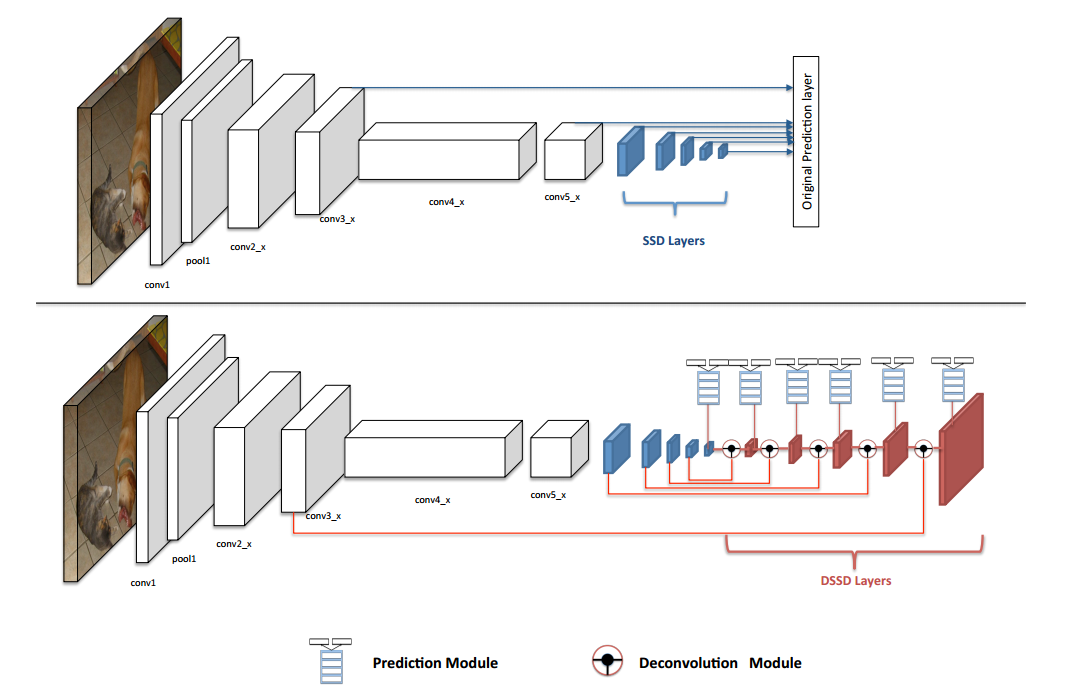 Original Prediction layer
conv1
pool1
conv2_x
conv3_x
conv4_x
conv5_x
SSD Layers
conv1
pool1
conv2_x
conv3_x
conv4_x
conv5_x
DSSD Layers
Prediction Module
Deconvolution Module